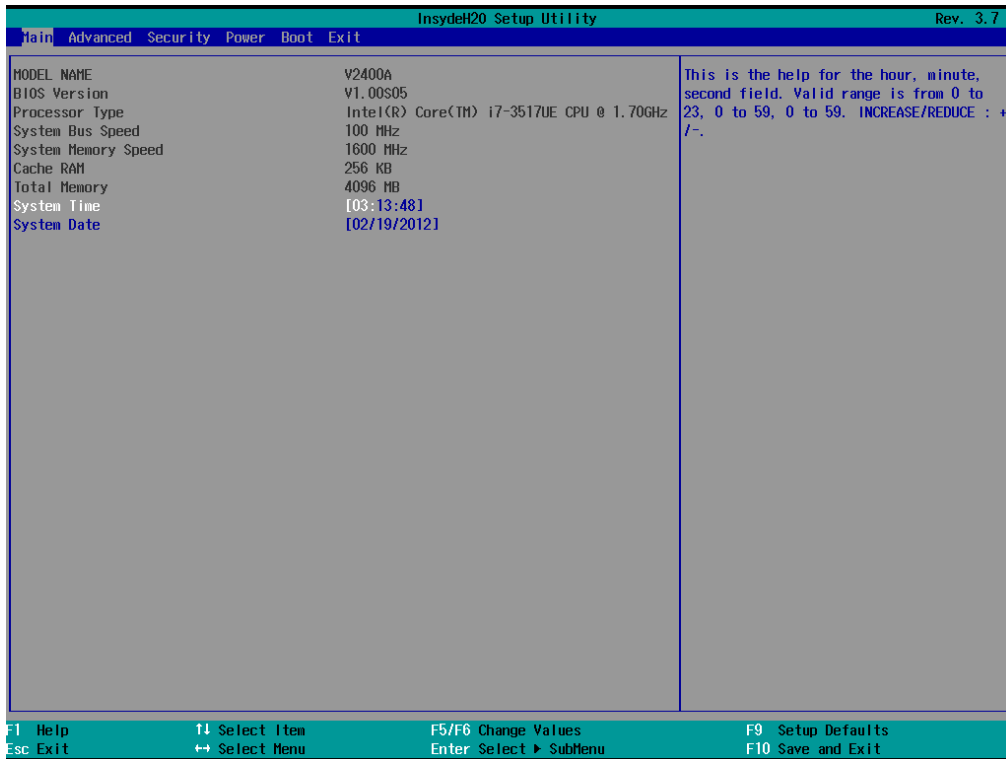 InsydeH20 Setup Utility Rev. 3.7
Main Advanced Security Power Boot Exit
MODEL NAME V2400A
BIOS Version V1.00S05
Processor Type Intel(R) Core(TM) i7-3517UE CPU @ 1.70GHz
System Bus Speed 100 MHz
System Memory Speed 1600 MHz
Cache RAM 256 KB
Total Memory 4096 MB
System Time [03:13:48]
System Date [02/19/2012]
This is the help for the hour, minute,
second field. Valid range is from 0 to
23, 0 to 59, 0 to 59. INCREASE/REDUCE : +
/-.
F1 Help ↑↓ Select Item F5/F6 Change Values F9 Setup Defaults
Esc Exit ↔ Select Menu Enter Select ▶ SubMenu F10 Save and Exit